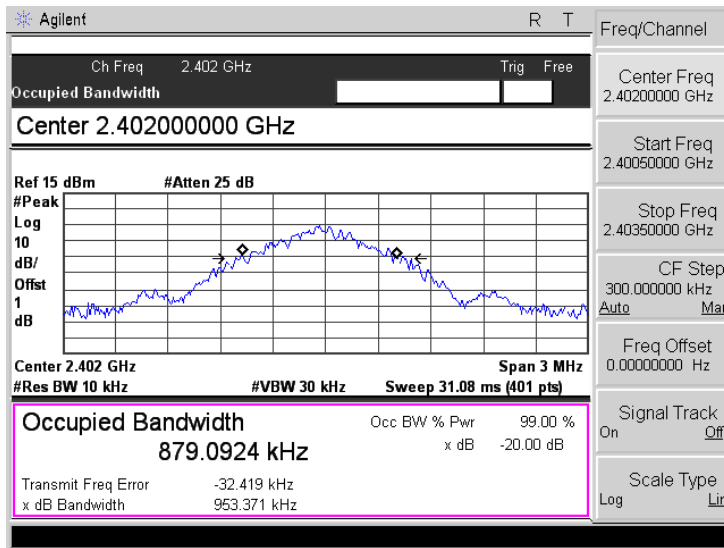 Agilent R T
Ch Freq 2.402 GHz Trig Free
Occupied Bandwidth
Center 2.402000000 GHz
Ref 15 dBm #Atten 25 dB
#Peak
Log
10
dB/
Offst
1
dB
Center 2.402 GHz Span 3 MHz
#Res BW 10 kHz #VBW 30 kHz Sweep 31.08 ms (401 pts)
Occupied Bandwidth Occ BW % Pwr 99.00 %
879.0924 kHz x dB -20.00 dB
Transmit Freq Error -32.419 kHz
x dB Bandwidth 953.371 kHz
Freq/Channel
Center Freq
2.40200000 GHz
Start Freq
2.40050000 GHz
Stop Freq
2.40350000 GHz
CF Step
300.000000 kHz
Auto Man
Freq Offset
0.00000000 Hz
Signal Track
On Off
Scale Type
Log Lin